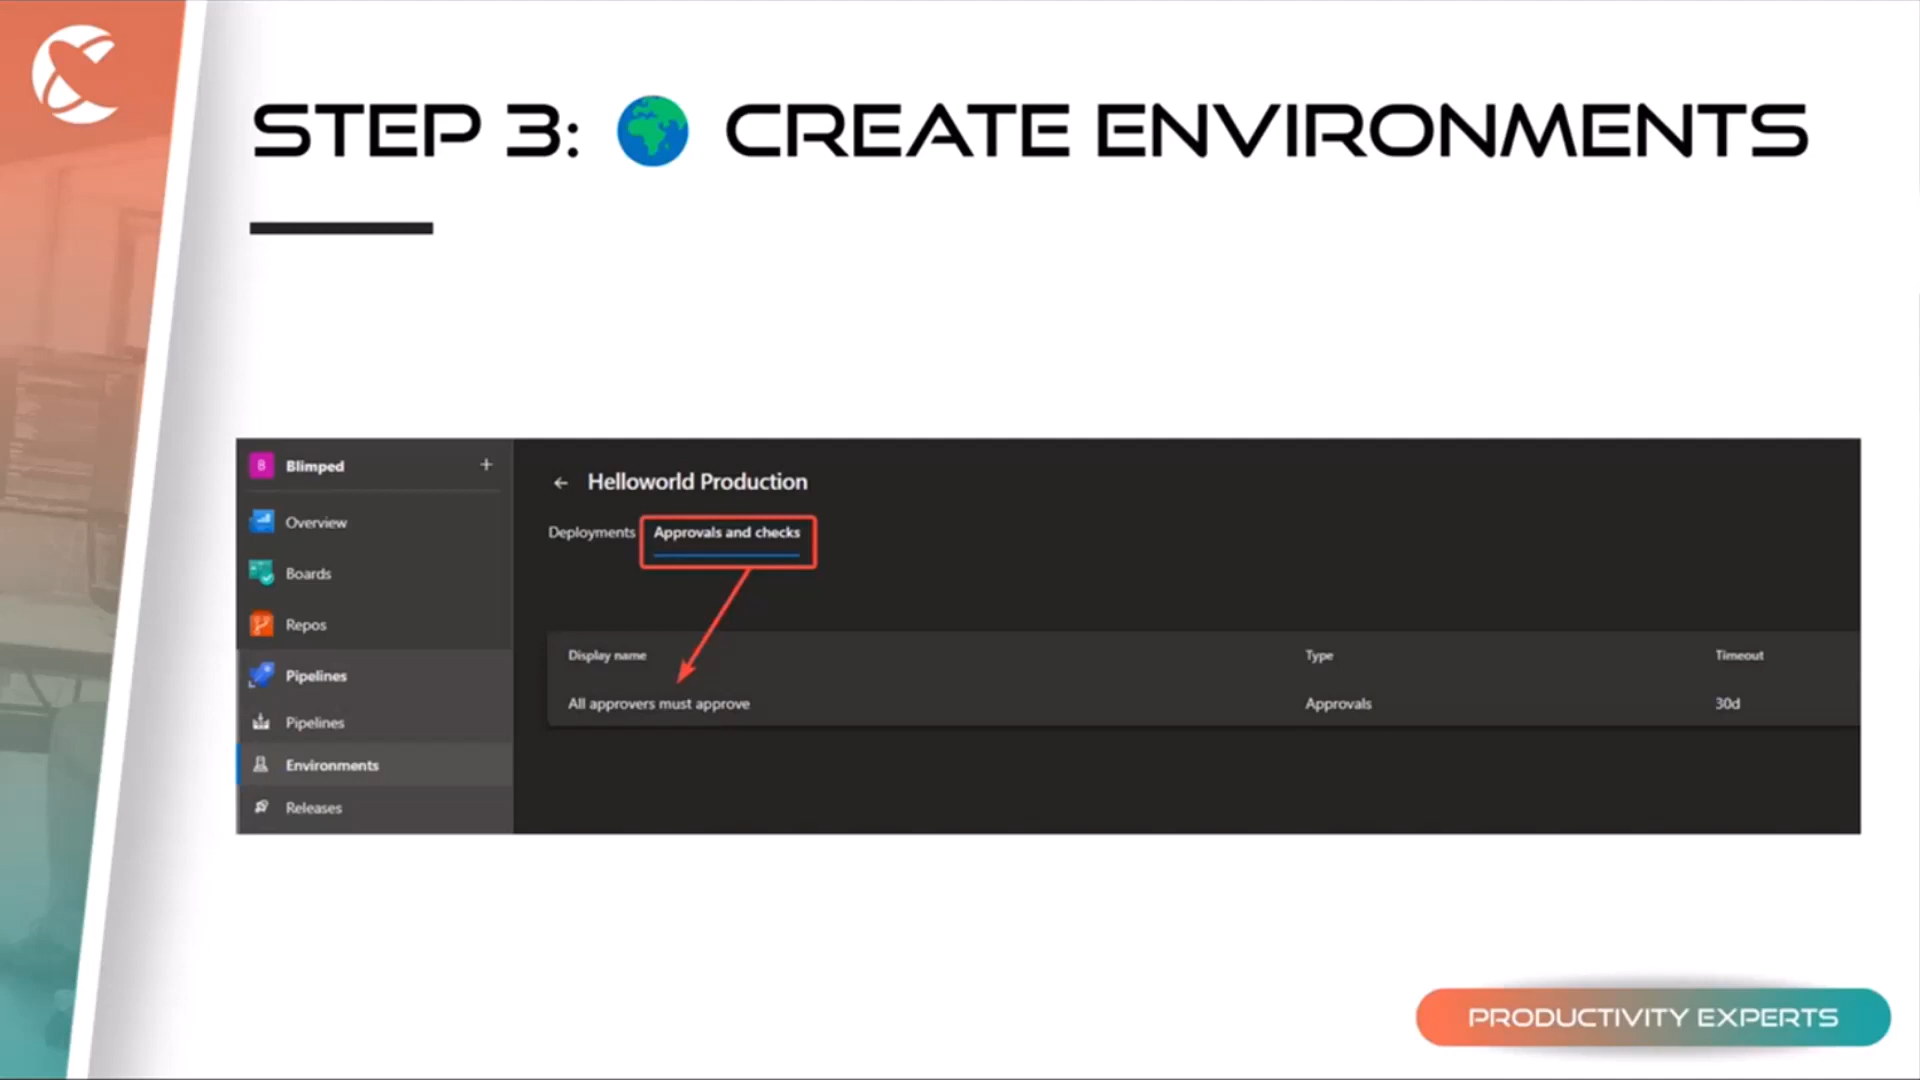 STEP 3: 🌍 CREATE ENVIRONMENTS
B Blimped +
Overview
Boards
Repos
Pipelines
Pipelines
Environments
Releases
← Helloworld Production
Deployments Approvals and checks
Display name Type Timeout
All approvers must approve Approvals 30d
PRODUCTIVITY EXPERTS